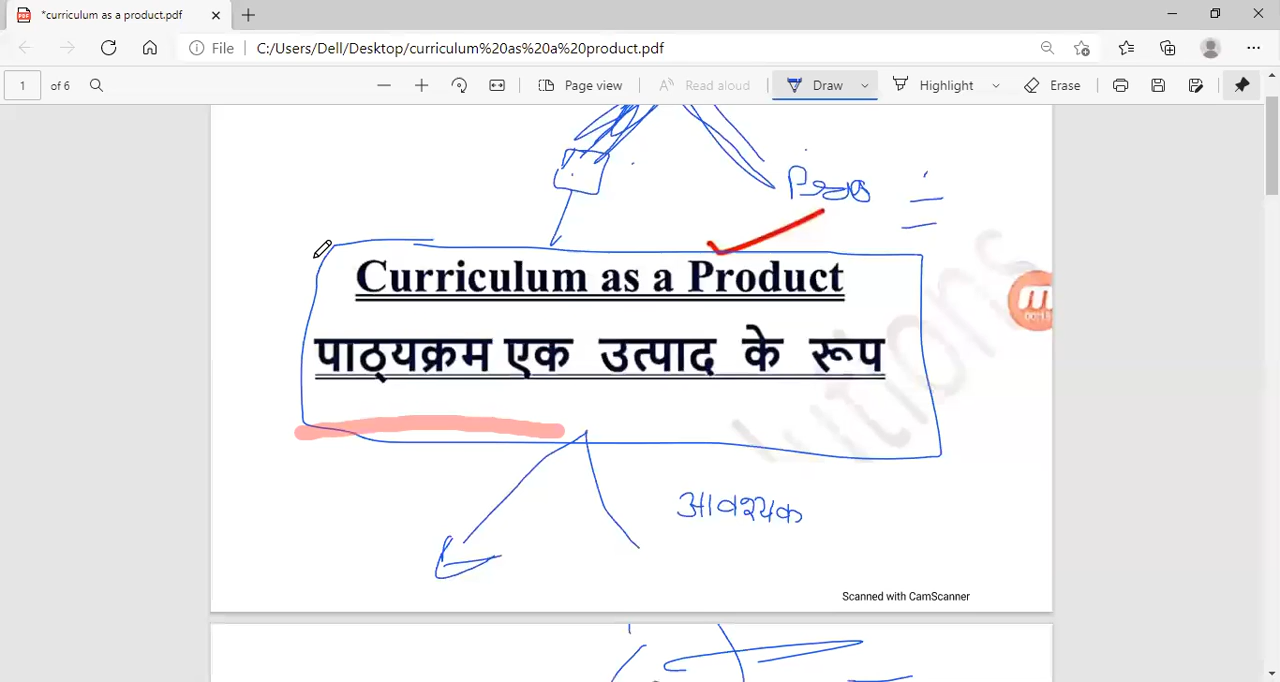 *curriculum as a product.pdf
File C:/Users/Dell/Desktop/curriculum%20as%20a%20product.pdf
1 of 6 Page view Read aloud Draw Highlight Erase
Curriculum as a Product
पाठ्यक्रम एक उत्पाद के रूप
आवश्यक
Scanned with CamScanner